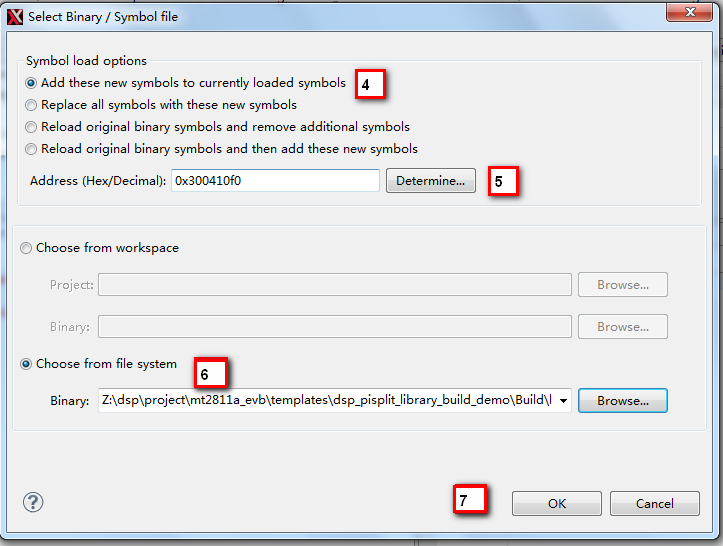 Select Binary / Symbol file
Symbol load options
Add these new symbols to currently loaded symbols
4
Replace all symbols with these new symbols
Reload original binary symbols and remove additional symbols
Reload original binary symbols and then add these new symbols
Address (Hex/Decimal): 0x300410f0 Determine...
5
Choose from workspace
Project: Browse...
Binary: Browse...
Choose from file system
6
Binary: Z:\dsp\project\mt2811a_evb\templates\dsp_pisplit_library_build_demo\Build\l Browse...
7
? OK Cancel